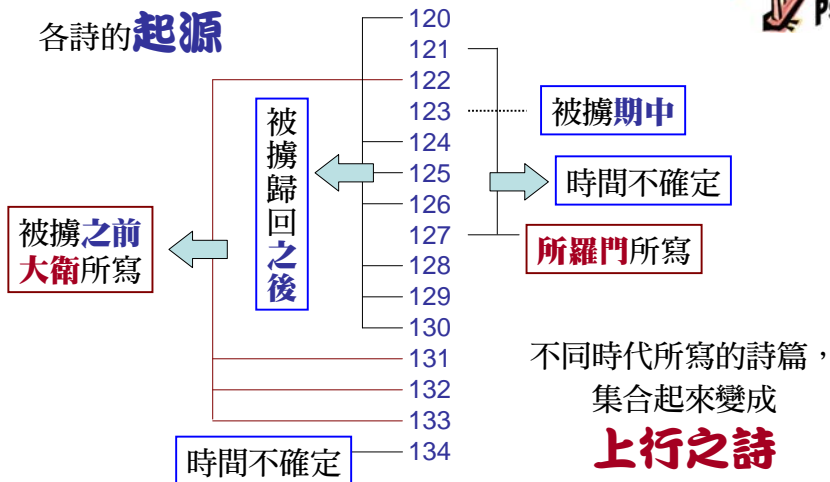 各詩的起源
120
121
122
123
124
125
126
127
128
129
130
131
132
133
134
被擄歸回之後
被擄之前
大衛所寫
時間不確定
被擄期中
時間不確定
所羅門所寫
不同時代所寫的詩篇，
集合起來變成
上行之詩